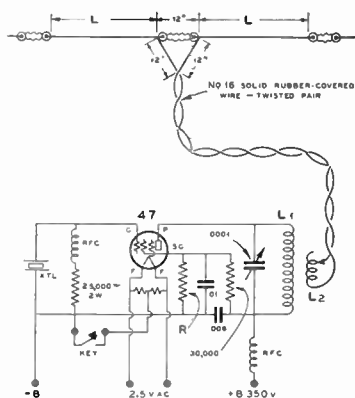 L 12" L
12" 12"
NO 16 SOLID RUBBER-COVERED
WIRE - TWISTED PAIR
47
G P
SG
F F
XTL
RFC
25,000~
2W
KEY
R
.01
.006
30,000
.0001
L1
L2
RFC
-B
2.5 V AC
+B 350 V